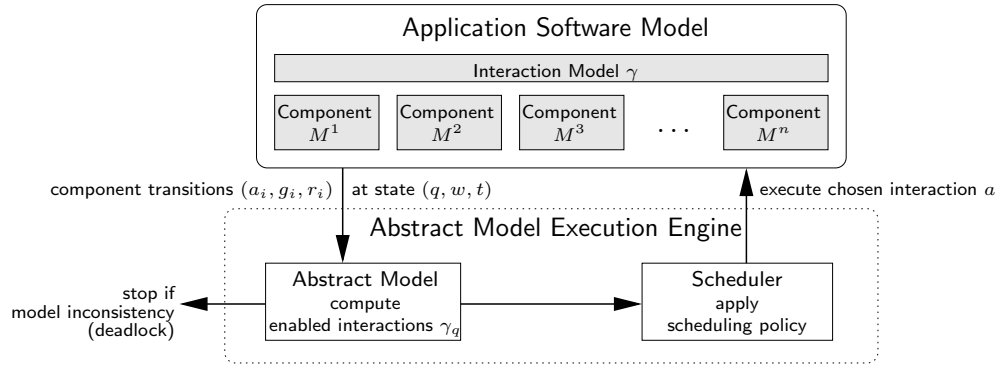 Application Software Model
Interaction Model γ
Component
M¹
Component
M²
Component
M³
. . .
Component
Mⁿ
component transitions (aᵢ, gᵢ, rᵢ)
at state (q, w, t)
execute chosen interaction a
Abstract Model Execution Engine
Abstract Model
compute
enabled interactions γ_q
Scheduler
apply
scheduling policy
stop if
model inconsistency
(deadlock)